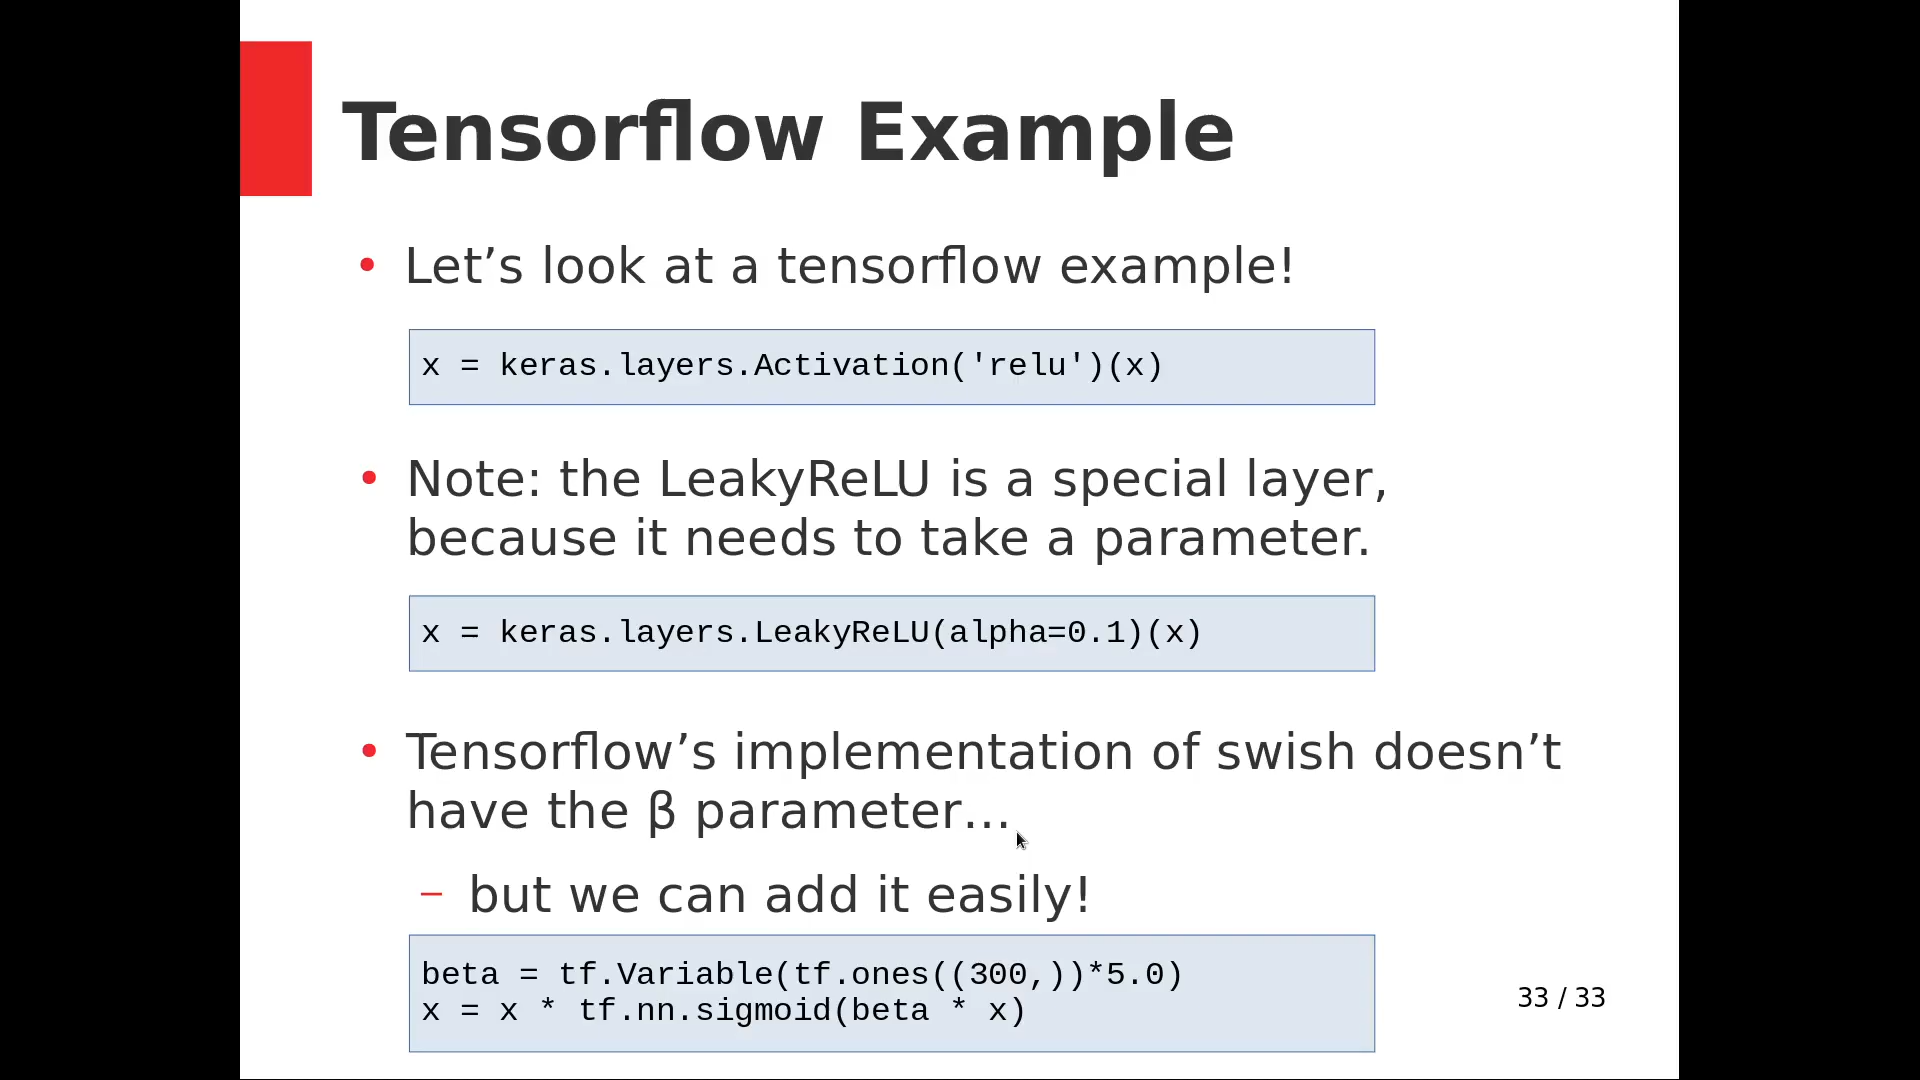 Tensorflow Example
• Let’s look at a tensorflow example!
x = keras.layers.Activation('relu')(x)
• Note: the LeakyReLU is a special layer,
because it needs to take a parameter.
x = keras.layers.LeakyReLU(alpha=0.1)(x)
• Tensorflow’s implementation of swish doesn’t
have the β parameter...
– but we can add it easily!
beta = tf.Variable(tf.ones((300,))*5.0)
x = x * tf.nn.sigmoid(beta * x)
33 / 33